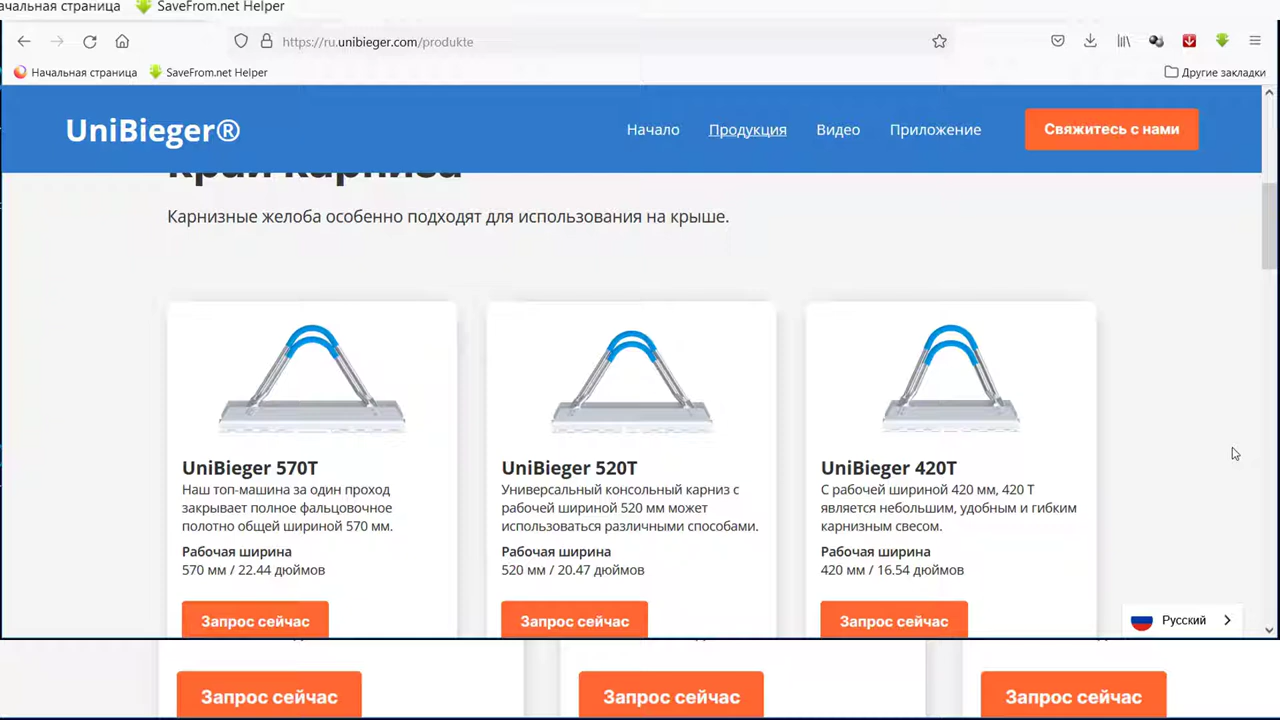 чальная страница SaveFrom.net Helper
https://ru.unibieger.com/produkte
Начальная страница SaveFrom.net Helper Другие закладки
UniBieger® Начало Продукция Видео Приложение Свяжитесь с нами
край карниза
Карнизные желоба особенно подходят для использования на крыше.
UniBieger 570T
Наш топ-машина за один проход
закрывает полное фальцовочное
полотно общей шириной 570 мм.
Рабочая ширина
570 мм / 22.44 дюймов
Запрос сейчас
UniBieger 520T
Универсальный консольный карниз с
рабочей шириной 520 мм может
использоваться различными способами.
Рабочая ширина
520 мм / 20.47 дюймов
Запрос сейчас
UniBieger 420T
С рабочей шириной 420 мм, 420 T
является небольшим, удобным и гибким
карнизным свесом.
Рабочая ширина
420 мм / 16.54 дюймов
Запрос сейчас
Русский
Запрос сейчас Запрос сейчас Запрос сейчас